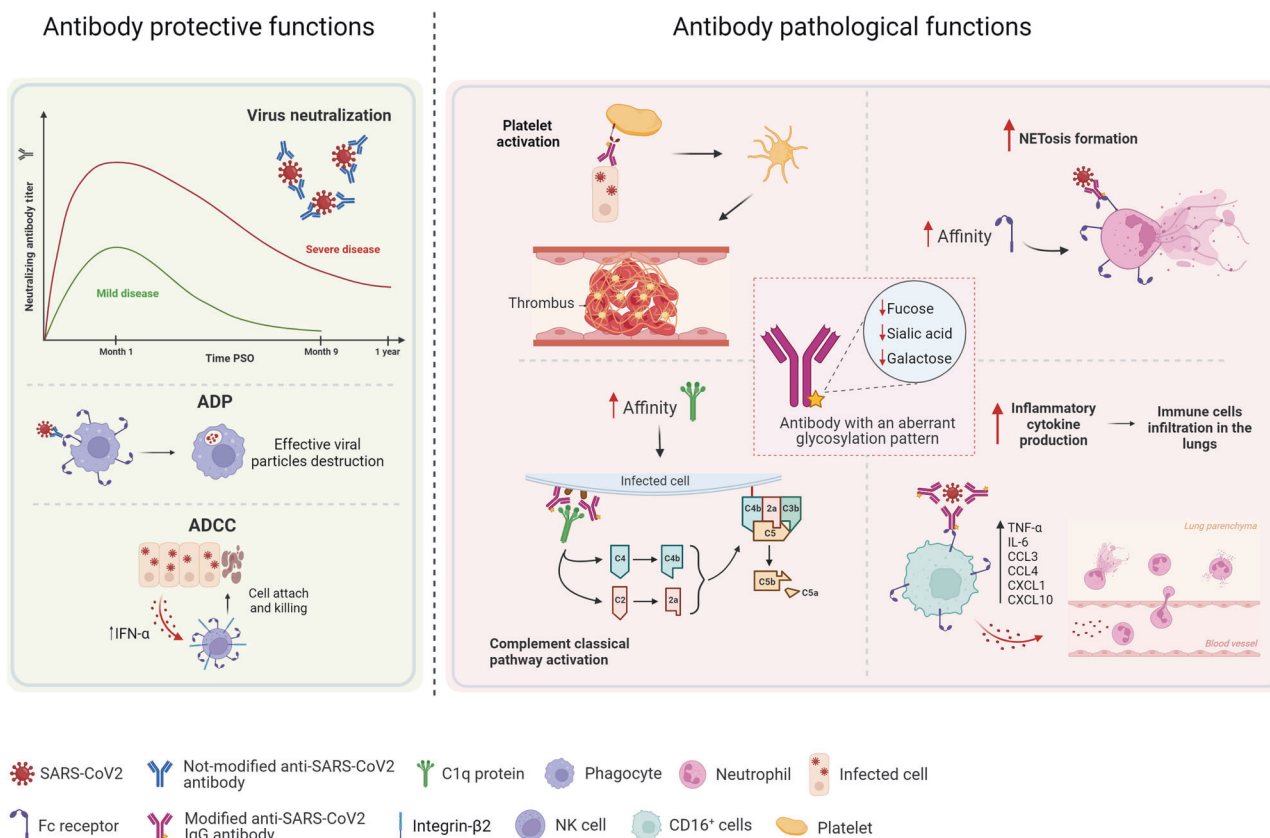 Antibody protective functions
Antibody pathological functions
Virus neutralization
Neutralizing antibody titer
Severe disease
Mild disease
Month 1
Time PSO
Month 9
1 year
ADP
Effective viral
particles destruction
ADCC
Cell attach
and killing
↑IFN-α
Platelet
activation
Thrombus
↑ NETosis formation
↑ Affinity
↓Fucose
↓Sialic acid
↓Galactose
Antibody with an aberrant
glycosylation pattern
↑ Affinity
Infected cell
C4b
2a
C3b
C5
C4
C4b
C2
2a
C5b
C5a
Complement classical
pathway activation
↑ Inflammatory
cytokine
production
Immune cells
infiltration in the
lungs
TNF-α
IL-6
CCL3
CCL4
CXCL1
CXCL10
Lung parenchyma
Blood vessel
SARS-CoV2
Not-modified anti-SARS-CoV2
antibody
C1q protein
Phagocyte
Neutrophil
Infected cell
Fc receptor
Modified anti-SARS-CoV2
IgG antibody
Integrin-β2
NK cell
CD16⁺ cells
Platelet